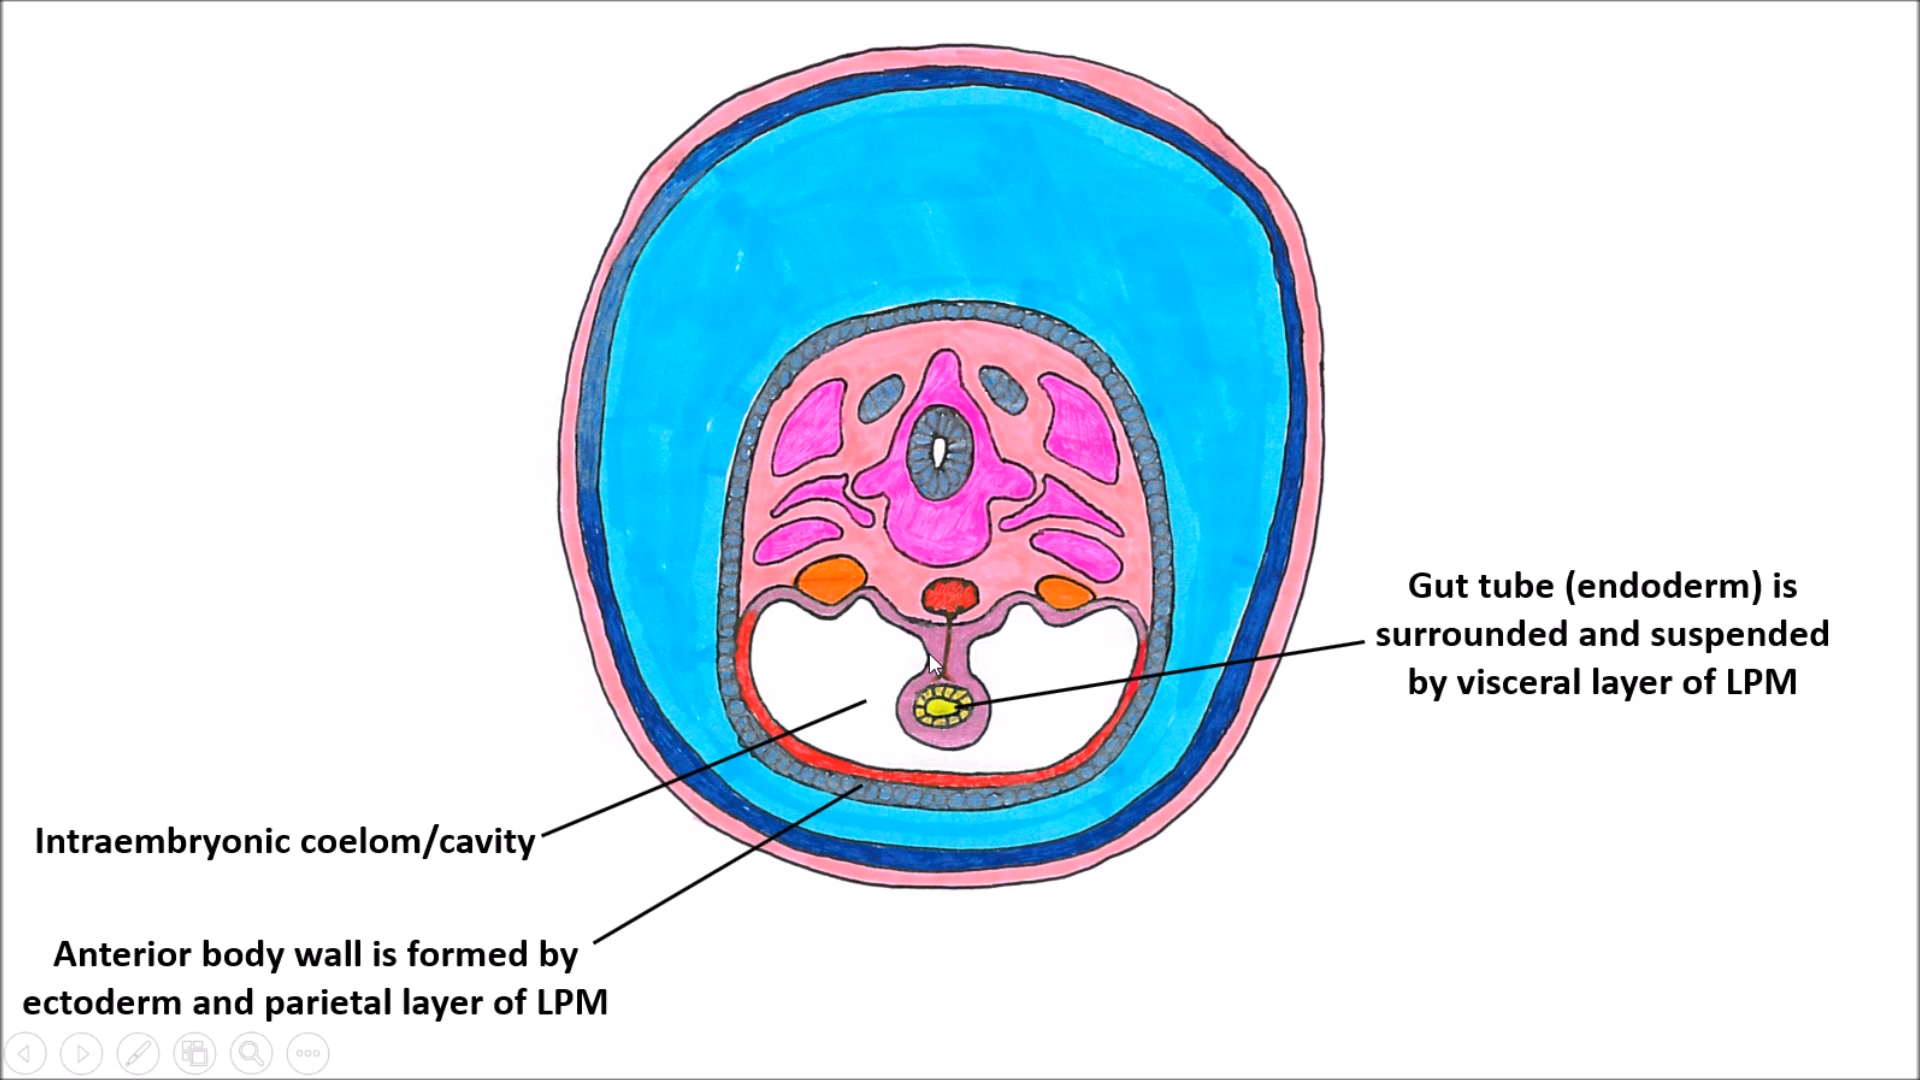 Gut tube (endoderm) is
surrounded and suspended
by visceral layer of LPM
Intraembryonic coelom/cavity
Anterior body wall is formed by
ectoderm and parietal layer of LPM